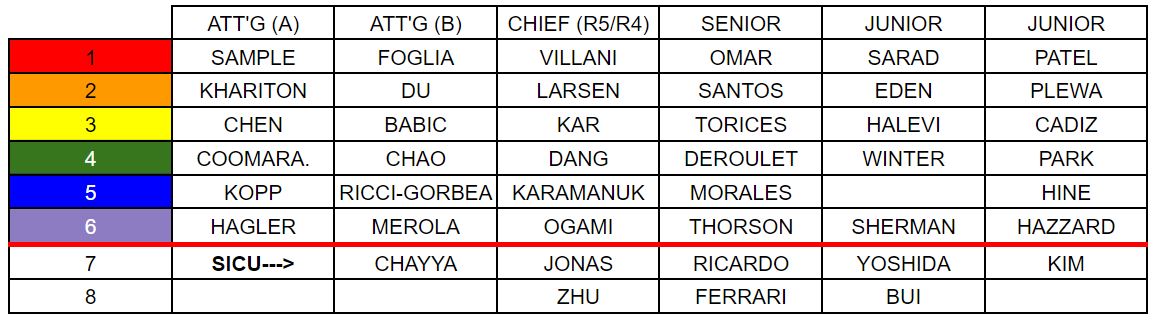 ATT'G (A) ATT'G (B) CHIEF (R5/R4) SENIOR JUNIOR JUNIOR
1 SAMPLE FOGLIA VILLANI OMAR SARAD PATEL
2 KHARITON DU LARSEN SANTOS EDEN PLEWA
3 CHEN BABIC KAR TORICES HALEVI CADIZ
4 COOMARA. CHAO DANG DEROULET WINTER PARK
5 KOPP RICCI-GORBEA KARAMANUK MORALES HINE
6 HAGLER MEROLA OGAMI THORSON SHERMAN HAZZARD
7 SICU---> CHAYYA JONAS RICARDO YOSHIDA KIM
8 ZHU FERRARI BUI